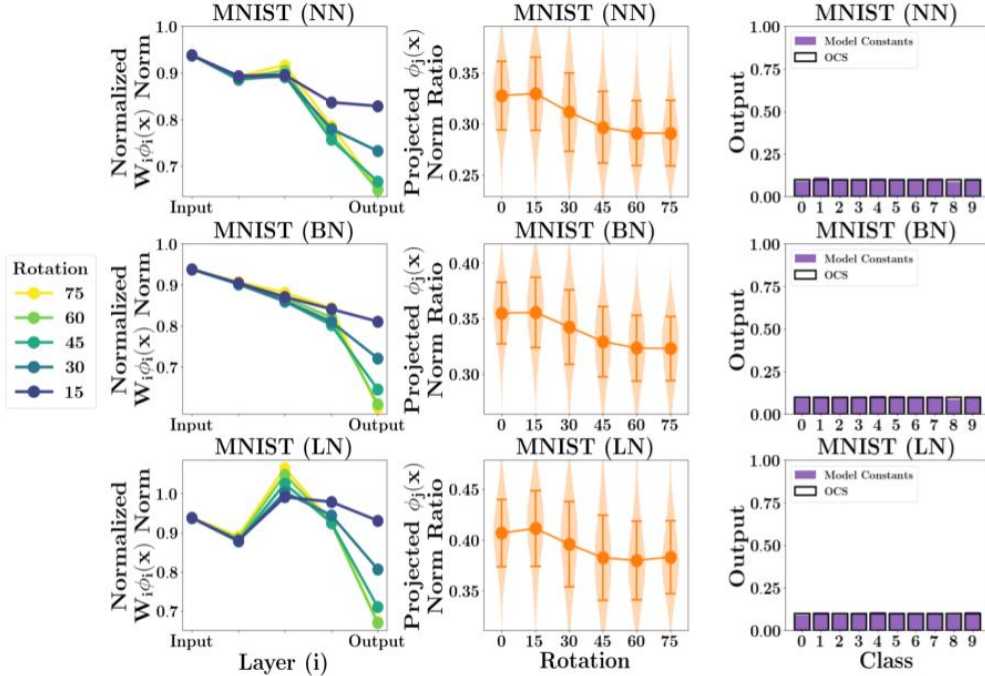 MNIST (NN)
Normalized
W_iϕ_i(x) Norm
1.0
0.9
0.8
0.7
Input
Output
MNIST (NN)
Projected ϕ_j(x)
Norm Ratio
0.35
0.30
0.25
0 15 30 45 60 75
MNIST (NN)
Output
1.00
0.75
0.50
0.25
0.00
Model Constants
OCS
0 1 2 3 4 5 6 7 8 9
Rotation
75
60
45
30
15
MNIST (BN)
Normalized
W_iϕ_i(x) Norm
1.0
0.9
0.8
0.7
Input
Output
MNIST (BN)
Projected ϕ_j(x)
Norm Ratio
0.40
0.35
0.30
0 15 30 45 60 75
MNIST (BN)
Output
1.00
0.75
0.50
0.25
0.00
Model Constants
OCS
0 1 2 3 4 5 6 7 8 9
MNIST (LN)
Normalized
W_iϕ_i(x) Norm
1.0
0.9
0.8
0.7
Input
Output
Layer (i)
MNIST (LN)
Projected ϕ_j(x)
Norm Ratio
0.45
0.40
0.35
0 15 30 45 60 75
Rotation
MNIST (LN)
Output
1.00
0.75
0.50
0.25
0.00
Model Constants
OCS
0 1 2 3 4 5 6 7 8 9
Class